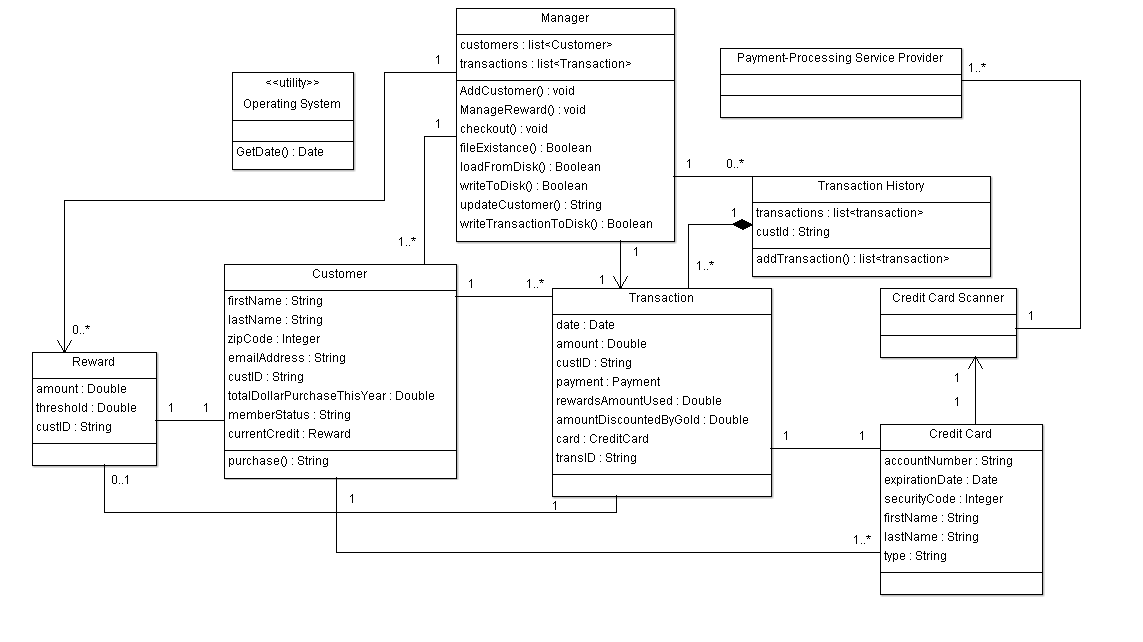 Manager
customers : list<Customer>
transactions : list<Transaction>
AddCustomer() : void
ManageReward() : void
checkout() : void
fileExistance() : Boolean
loadFromDisk() : Boolean
writeToDisk() : Boolean
updateCustomer() : String
writeTransactionToDisk() : Boolean
Payment-Processing Service Provider
1..*
<<utility>>
Operating System
GetDate() : Date
1
1
1
0..*
Transaction History
transactions : list<transaction>
custId : String
addTransaction() : list<transaction>
1
1..*
1..*
1
1
Customer
firstName : String
lastName : String
zipCode : Integer
emailAddress : String
custID : String
totalDollarPurchaseThisYear : Double
memberStatus : String
currentCredit : Reward
purchase() : String
1
1..*
Transaction
date : Date
amount : Double
custID : String
payment : Payment
rewardsAmountUsed : Double
amountDiscountedByGold : Double
card : CreditCard
transID : String
Credit Card Scanner
1
0..*
Reward
amount : Double
threshold : Double
custID : String
1
1
1
1
1
1
Credit Card
accountNumber : String
expirationDate : Date
securityCode : Integer
firstName : String
lastName : String
type : String
0..1
1
1
1..*